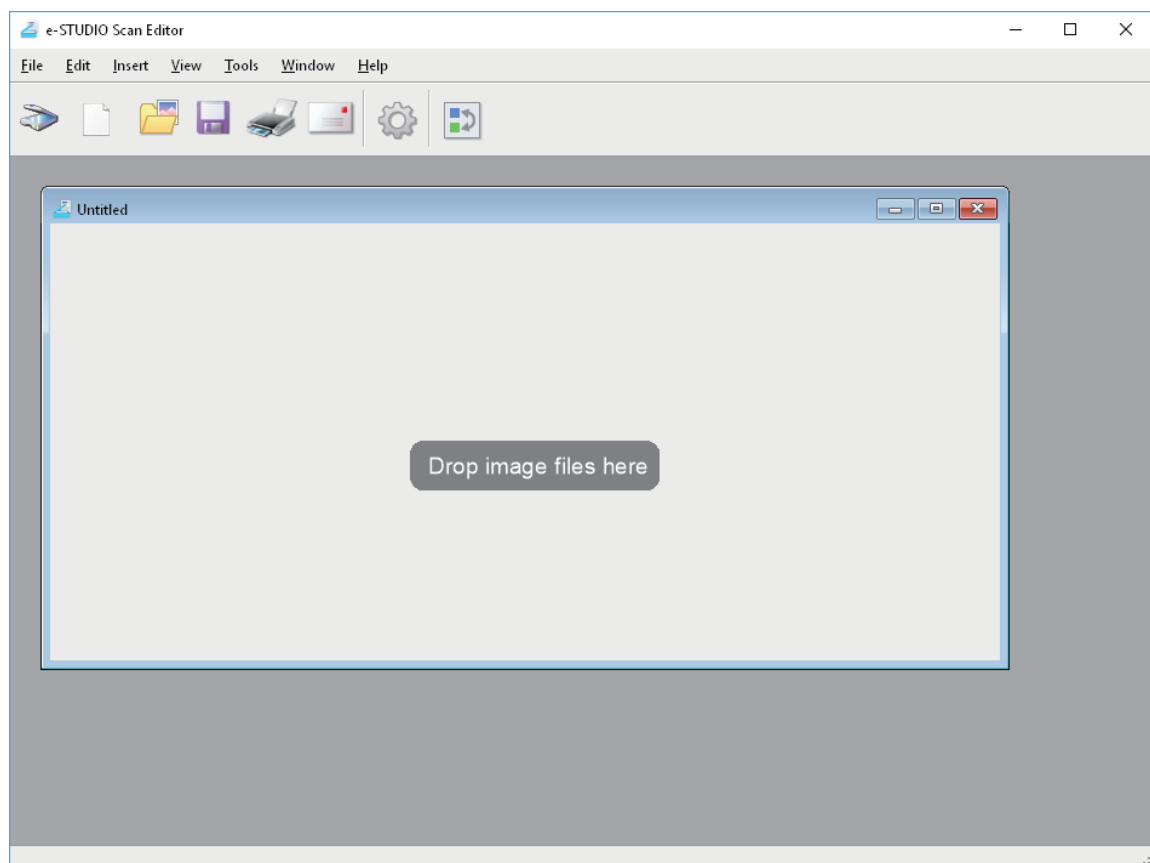 e-STUDIO Scan Editor
File Edit Insert View Tools Window Help
Untitled
Drop image files here